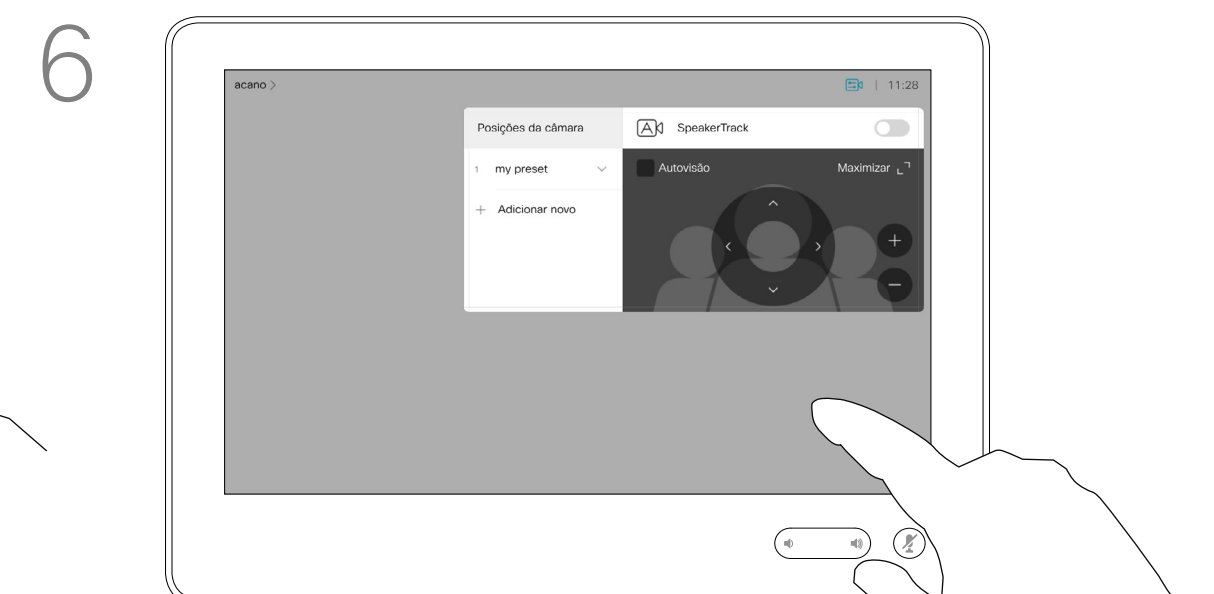 6
acano >
11:28
Posições da câmara
A SpeakerTrack
1 my preset
Autovisão
Maximizar
+ Adicionar novo